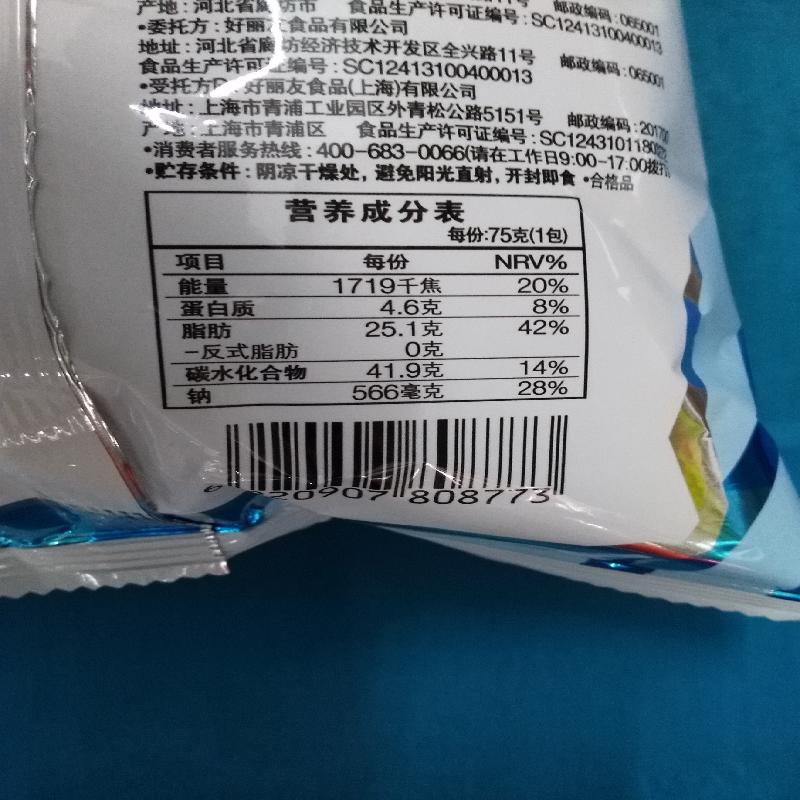 产地:河北省廊坊市 食品生产许可证编号:SC12413100400013 邮政编码:065001
•委托方:好丽友食品有限公司
地址:河北省廊坊经济技术开发区全兴路11号 邮政编码:065001
食品生产许可证编号:SC12413100400013
•受托方 好丽友食品(上海)有限公司
地址:上海市青浦工业园区外青松公路5151号 邮政编码:
产地:上海市青浦区 食品生产许可证编号:
•消费者服务热线:400-683-0066(请在工作日9:00-17:00拨打)
•贮存条件:阴凉干燥处,避免阳光直射,开封即食 •合格品
营养成分表
每份:75克(1包)
项目 每份 NRV%
能量 1719千焦 20%
蛋白质 4.6克 8%
脂肪 25.1克 42%
-反式脂肪 0克
碳水化合物 41.9克 14%
钠 566毫克 28%
808773